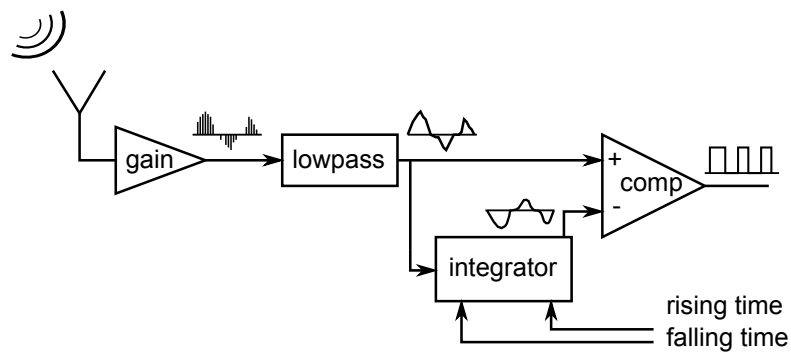 gain
lowpass
+
comp
-
integrator
rising time
falling time